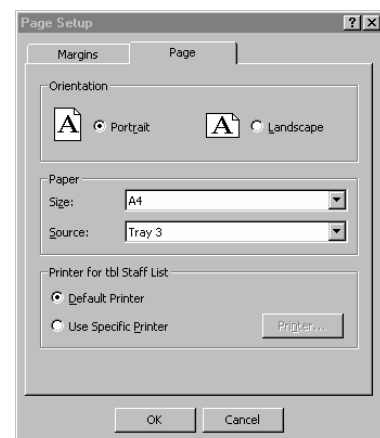 Page Setup
Margins Page
Orientation
A Portrait A Landscape
Paper
Size: A4
Source: Tray 3
Printer for tbl Staff List
Default Printer
Use Specific Printer Printer...
OK Cancel